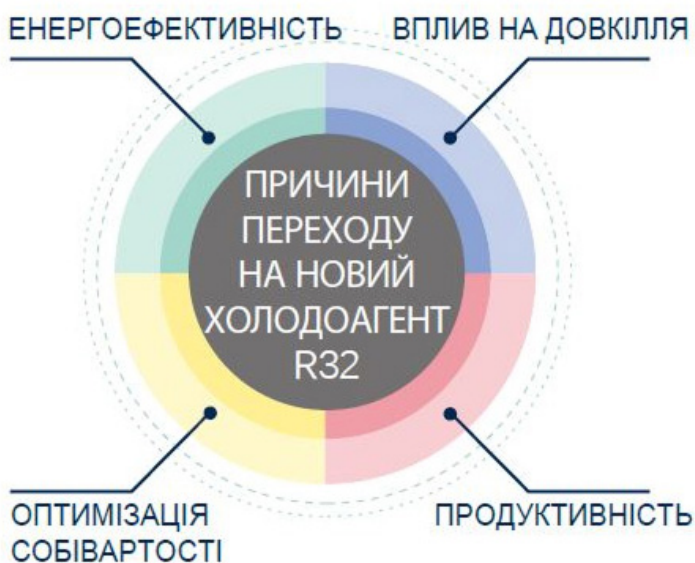 ЕНЕРГОЕФЕКТИВНІСТЬ
ВПЛИВ НА ДОВКІЛЛЯ
ПРИЧИНИ
ПЕРЕХОДУ
НА НОВИЙ
ХОЛОДОАГЕНТ
R32
ОПТИМІЗАЦІЯ
СОБІВАРТОСТІ
ПРОДУКТИВНІСТЬ